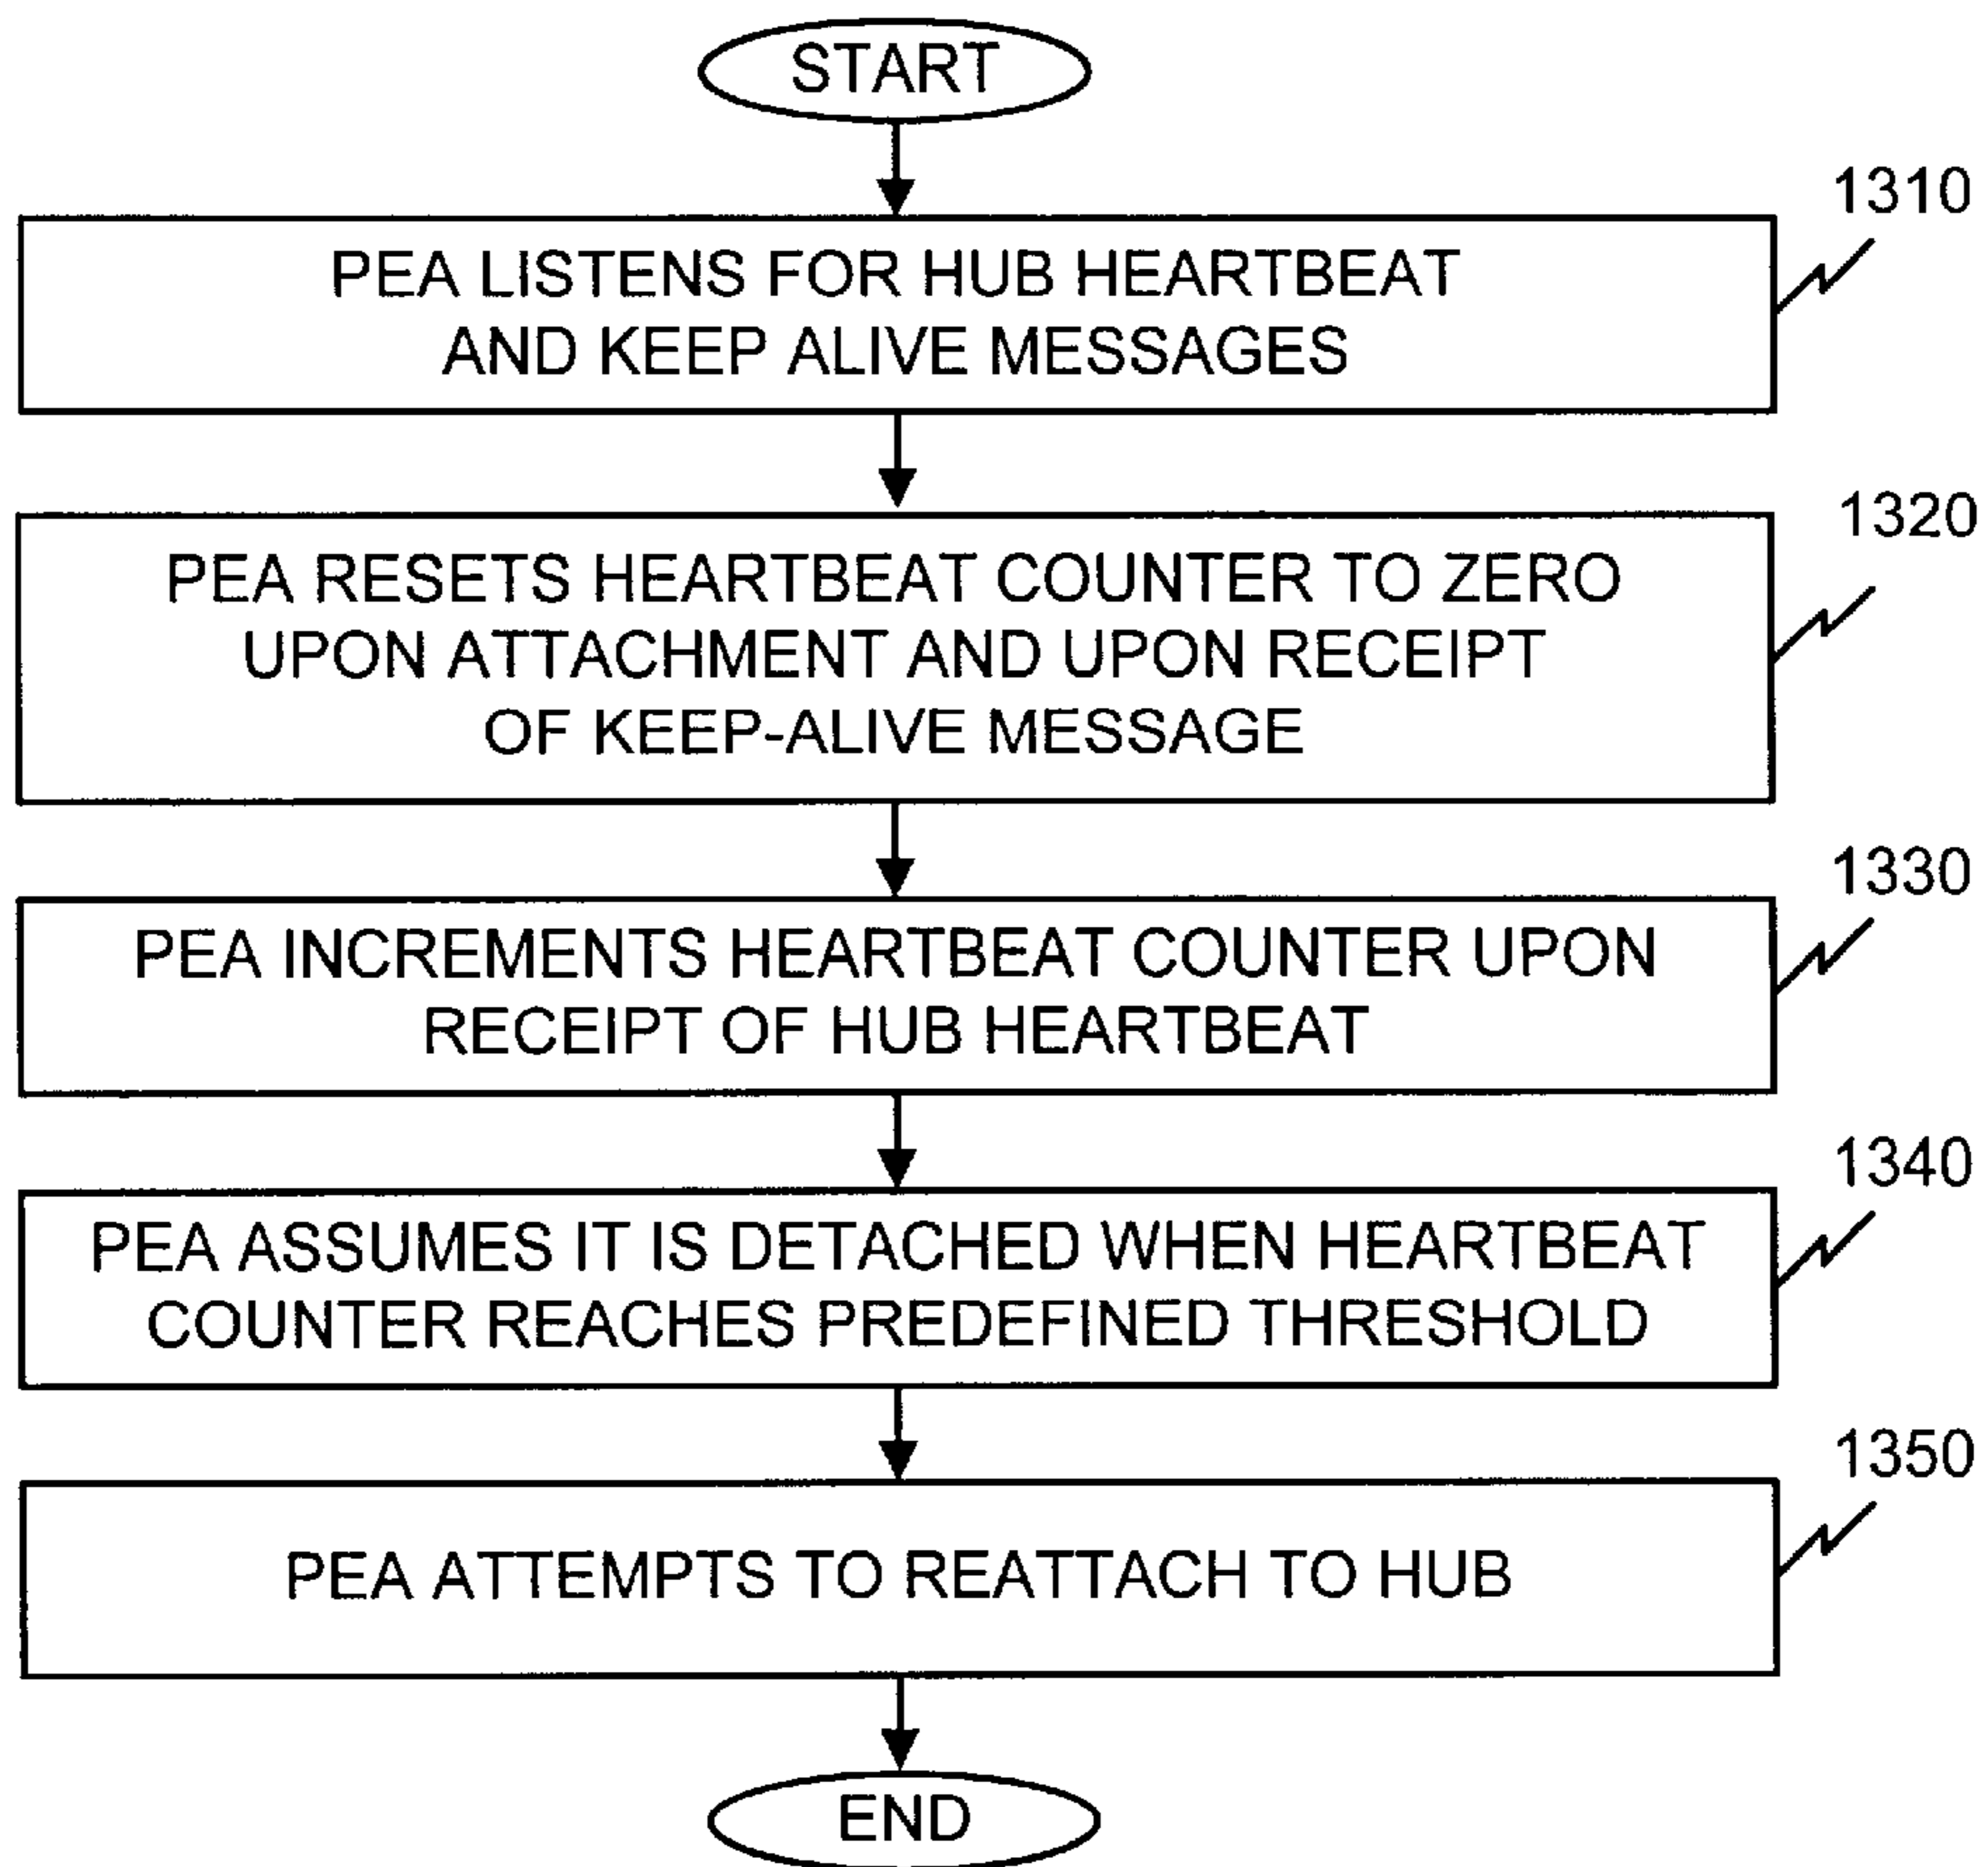 START
1310
PEA LISTENS FOR HUB HEARTBEAT
AND KEEP ALIVE MESSAGES
1320
PEA RESETS HEARTBEAT COUNTER TO ZERO
UPON ATTACHMENT AND UPON RECEIPT
OF KEEP-ALIVE MESSAGE
1330
PEA INCREMENTS HEARTBEAT COUNTER UPON
RECEIPT OF HUB HEARTBEAT
1340
PEA ASSUMES IT IS DETACHED WHEN HEARTBEAT
COUNTER REACHES PREDEFINED THRESHOLD
1350
PEA ATTEMPTS TO REATTACH TO HUB
END